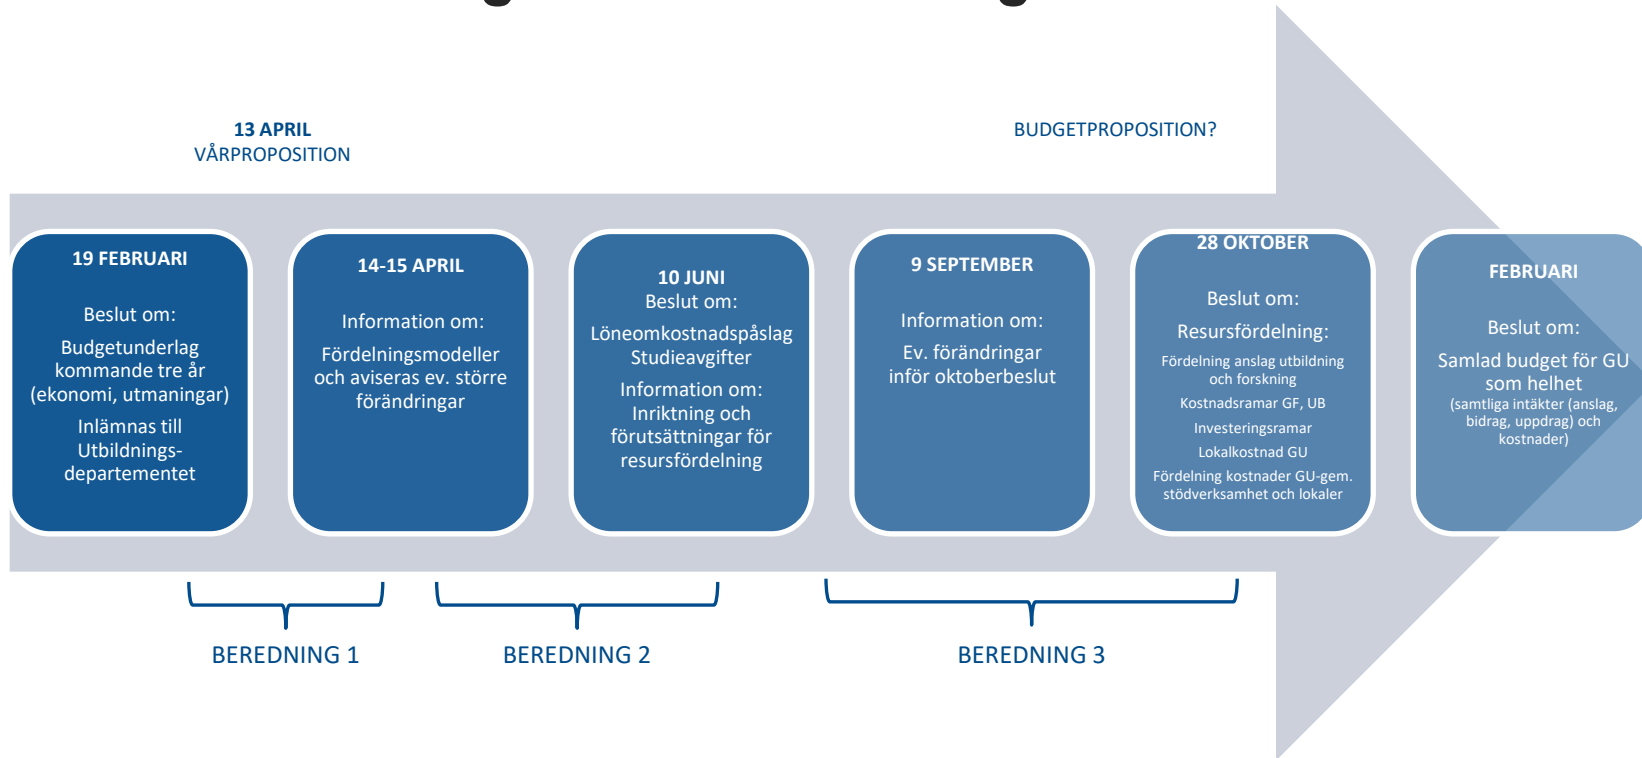 13 APRIL
VÅRPROPOSITION
BUDGETPROPOSITION?
19 FEBRUARI
Beslut om:
Budgetunderlag
kommande tre år
(ekonomi, utmaningar)
Inlämnas till
Utbildnings-
departementet
14-15 APRIL
Information om:
Fördelningsmodeller
och aviseras ev. större
förändringar
10 JUNI
Beslut om:
Löneomkostnadspåslag
Studieavgifter
Information om:
Inriktning och
förutsättningar för
resursfördelning
9 SEPTEMBER
Information om:
Ev. förändringar
inför oktoberbeslut
28 OKTOBER
Beslut om:
Resursfördelning:
Fördelning anslag utbildning
och forskning
Kostnadsramar GF, UB
Investeringsramar
Lokalkostnad GU
Fördelning kostnader GU-gem.
stödverksamhet och lokaler
FEBRUARI
Beslut om:
Samlad budget för GU
som helhet
(samtliga intäkter (anslag,
bidrag, uppdrag) och
kostnader)
BEREDNING 1
BEREDNING 2
BEREDNING 3